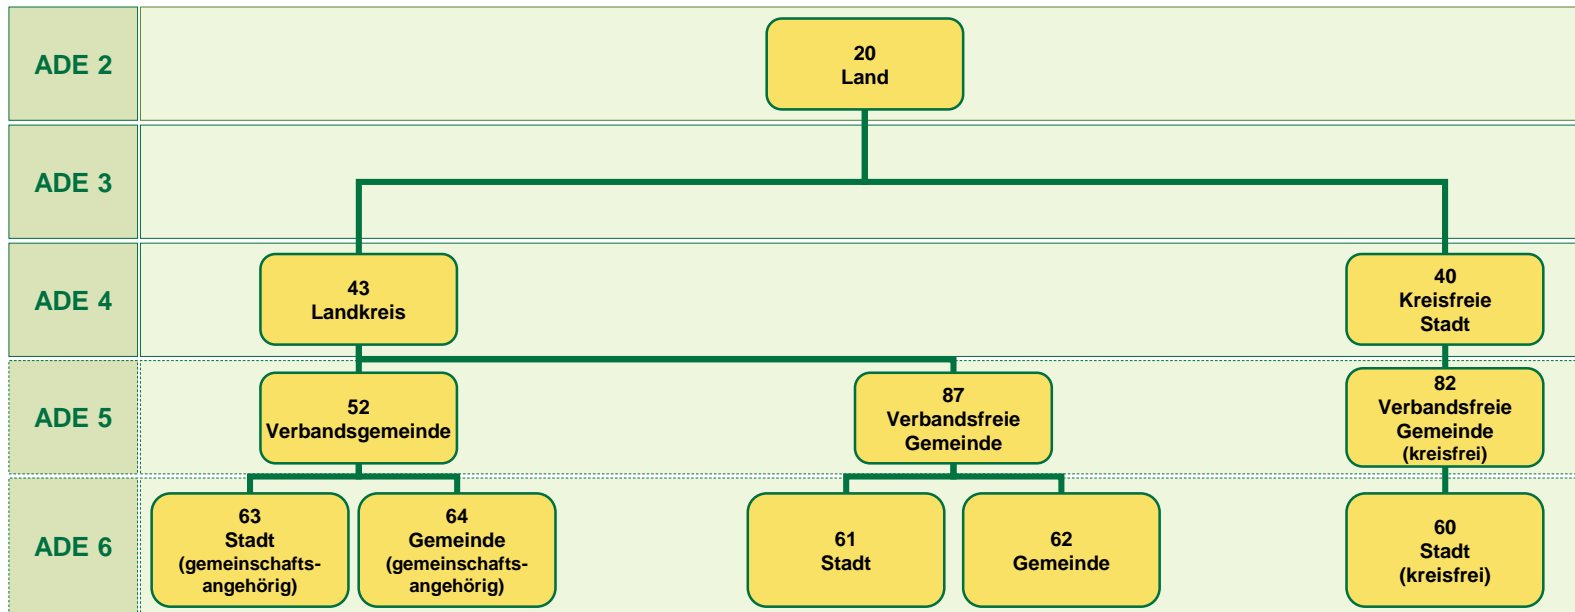 ADE 2
20
Land
ADE 3
ADE 4
43
Landkreis
40
Kreisfreie
Stadt
ADE 5
52
Verbandsgemeinde
87
Verbandsfreie
Gemeinde
82
Verbandsfreie
Gemeinde
(kreisfrei)
ADE 6
63
Stadt
(gemeinschafts-
angehörig)
64
Gemeinde
(gemeinschafts-
angehörig)
61
Stadt
62
Gemeinde
60
Stadt
(kreisfrei)